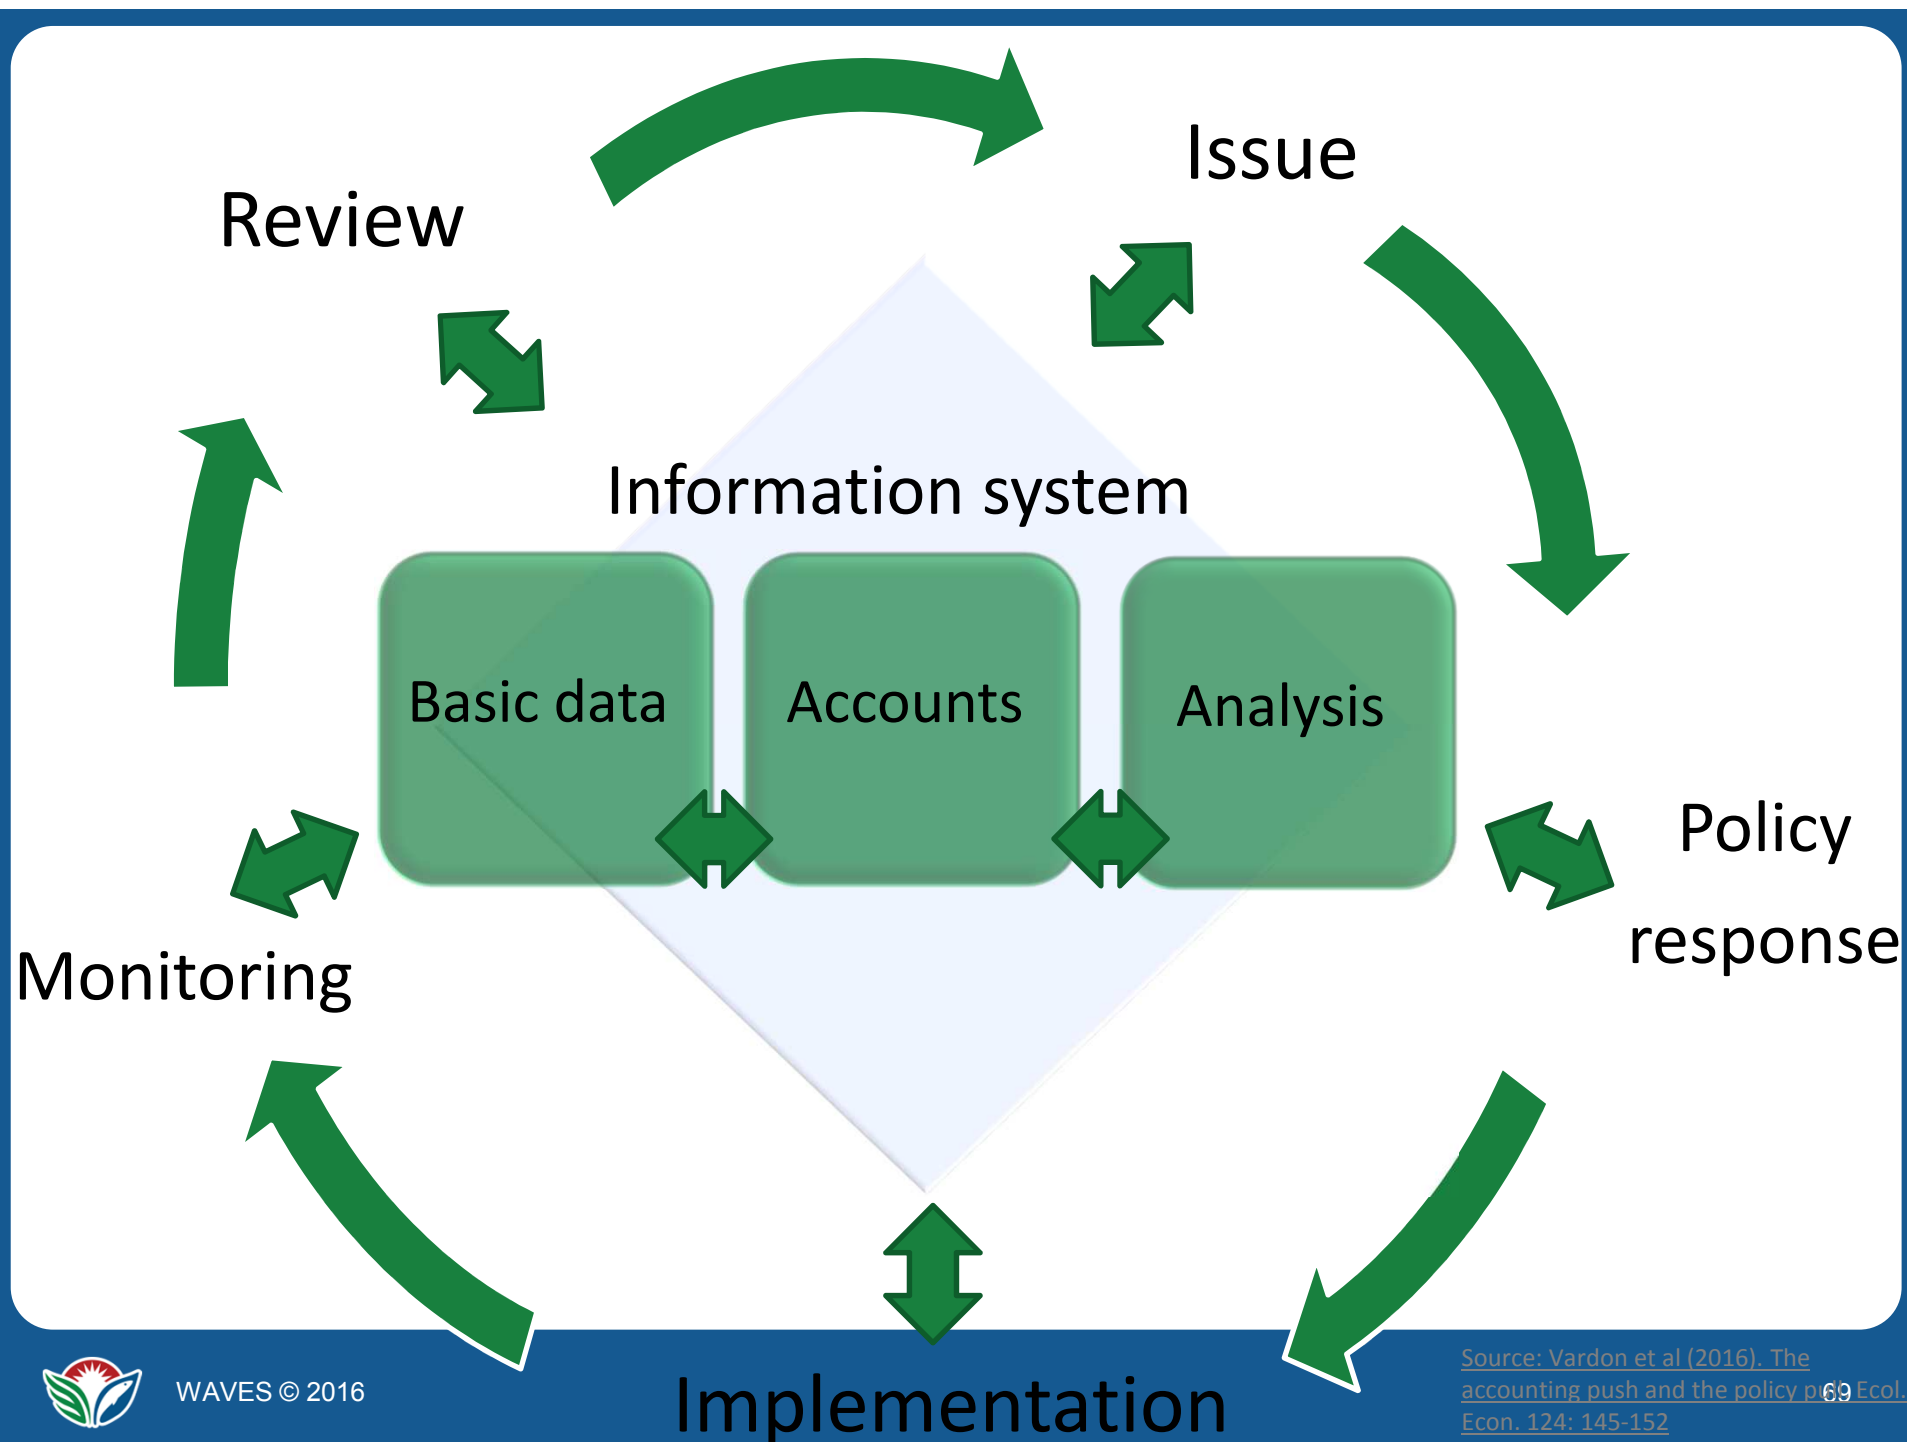 Issue
Review
Information system
Basic data
Accounts
Analysis
Policy
response
Monitoring
Implementation
WAVES © 2016
Source: Vardon et al (2016). The
accounting push and the policy pull. Ecol.
Econ. 124: 145-152
69